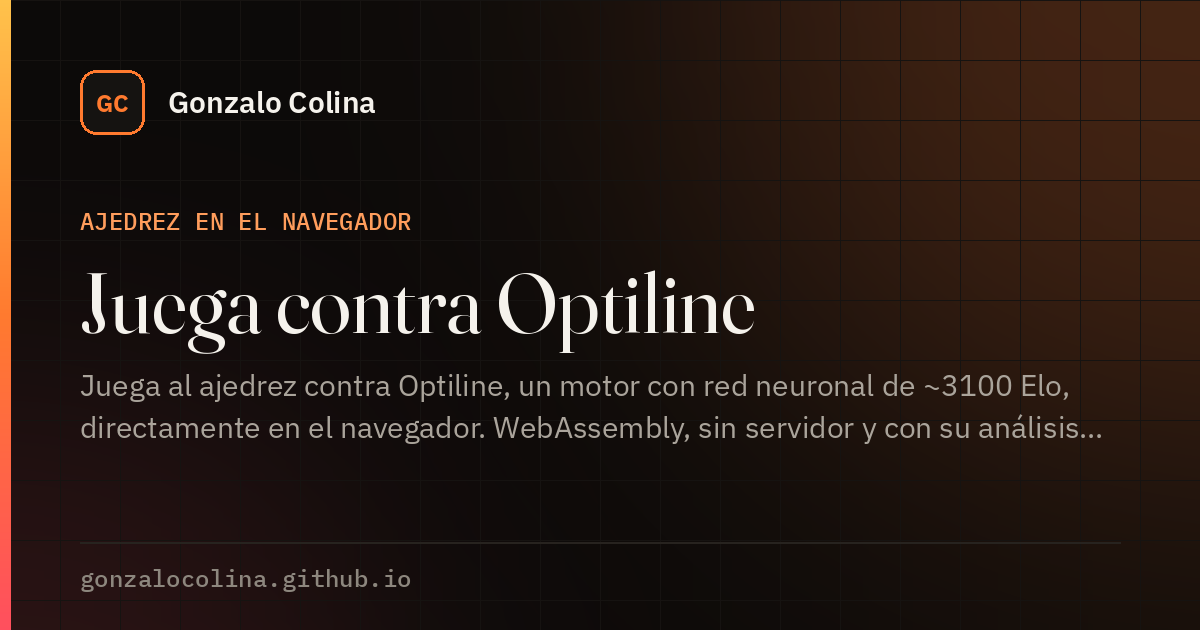 GC
Gonzalo Colina
AJEDREZ EN EL NAVEGADOR
Juega contra Optiline
Juega al ajedrez contra Optiline, un motor con red neuronal de ~3100 Elo,
directamente en el navegador. WebAssembly, sin servidor y con su análisis...
gonzalocolina.github.io